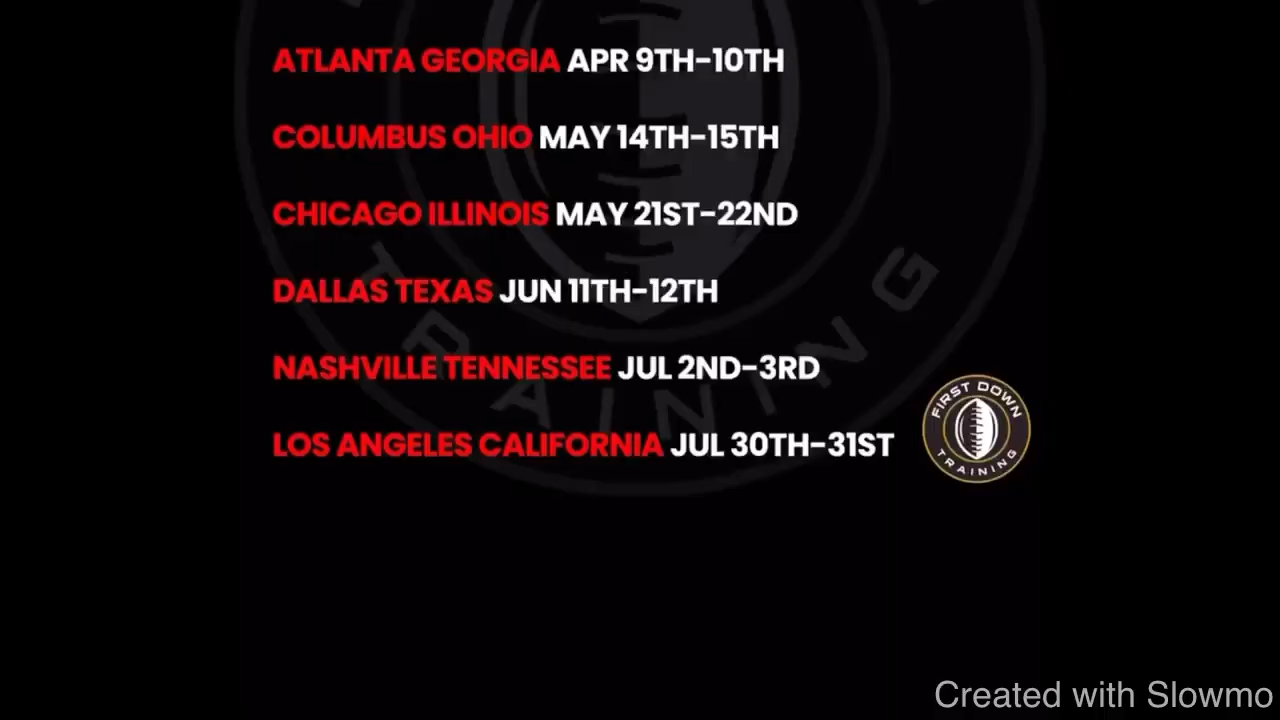 ATLANTA GEORGIA APR 9TH-10TH
COLUMBUS OHIO MAY 14TH-15TH
CHICAGO ILLINOIS MAY 21ST-22ND
DALLAS TEXAS JUN 11TH-12TH
NASHVILLE TENNESSEE JUL 2ND-3RD
LOS ANGELES CALIFORNIA JUL 30TH-31ST
FIRST DOWN
TRAINING
TRAINING
Created with Slowmo